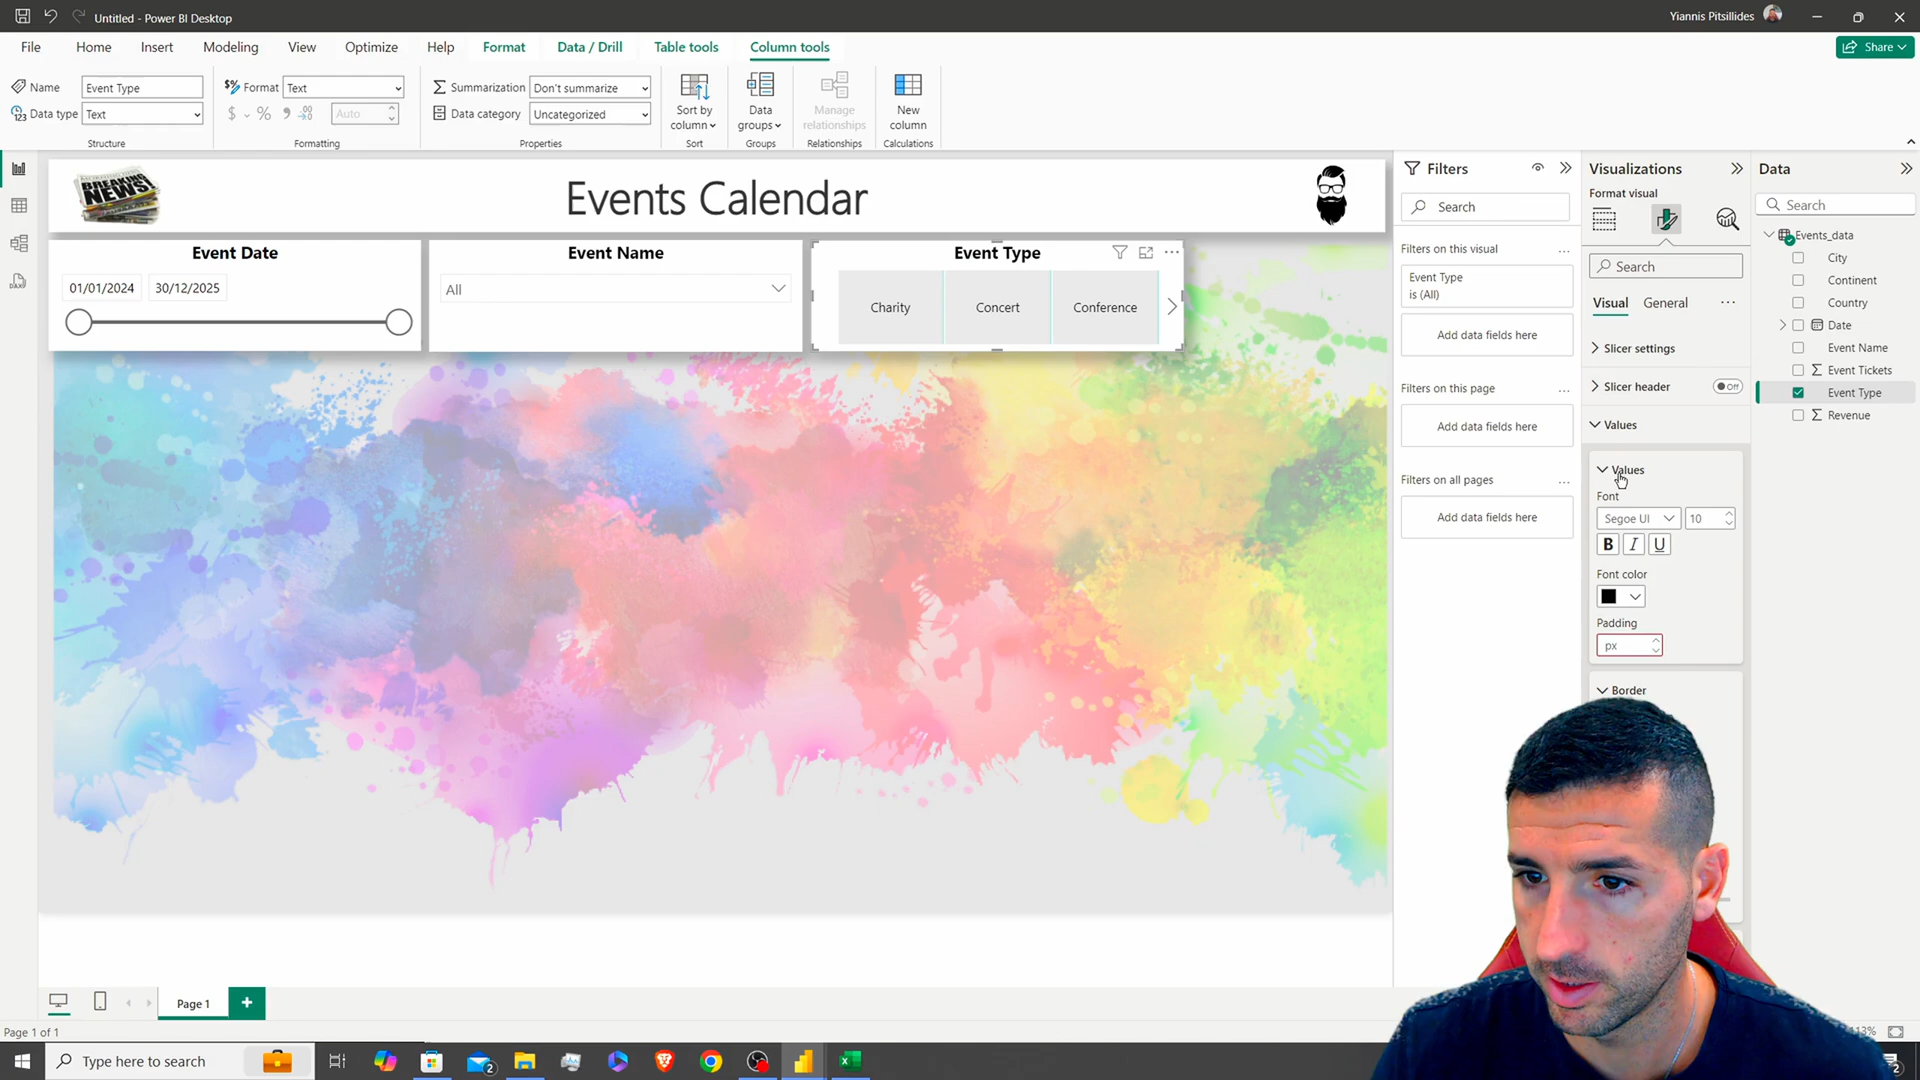 Untitled - Power BI Desktop
Yiannis Pitsillides
File Home Insert Modeling View Optimize Help Format Data / Drill Table tools Column tools
Share
Name Event Type
Data type Text
Structure
Format Text
$ % Auto
Formatting
Summarization Don't summarize
Data category Uncategorized
Properties
Sort by
column
Sort
Data
groups
Groups
Manage
relationships
Relationships
New
column
Calculations
BREAKING
NEWS!
Events Calendar
Event Date
01/01/2024 30/12/2025
Event Name
All
Event Type
Charity Concert Conference
Filters
Search
Filters on this visual
Event Type
is (All)
Add data fields here
Filters on this page
Add data fields here
Filters on all pages
Add data fields here
Visualizations
Format visual
Search
Visual General
Slicer settings
Slicer header Off
Values
Values
Font
Segoe UI 10
B I U
Font color
Padding
px
Border
Data
Search
Events_data
City
Continent
Country
Date
Event Name
Event Tickets
Event Type
Revenue
Page 1
Page 1 of 1
13%
Type here to search
2
2